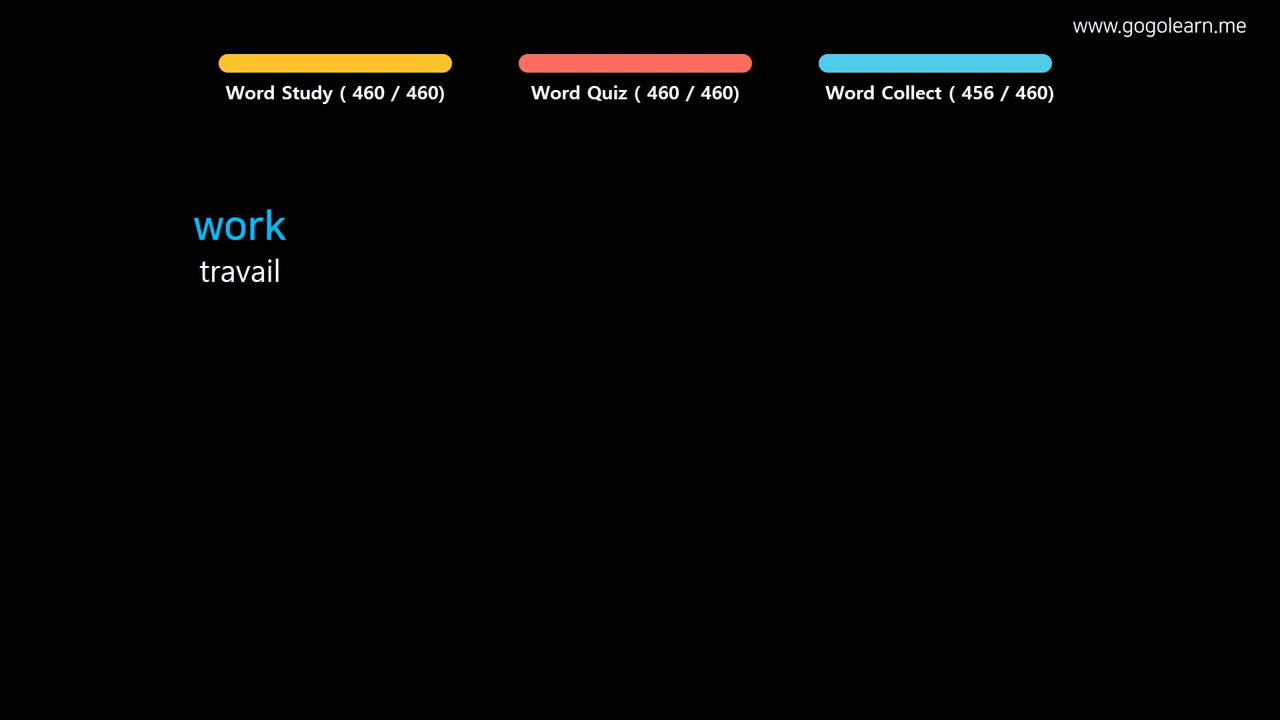 www.gogolearn.me
Word Study ( 460 / 460)
Word Quiz ( 460 / 460)
Word Collect ( 456 / 460)
work
travail